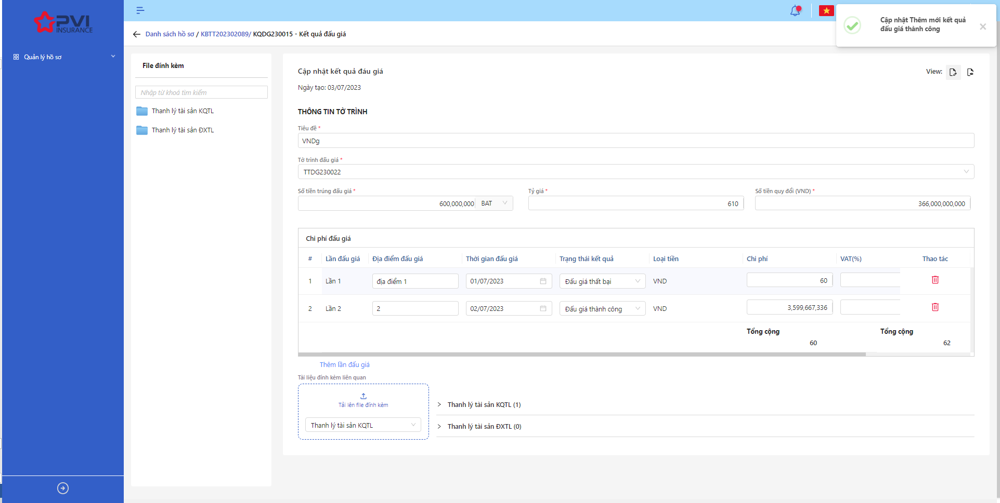 PVI
INSURANCE
Quản lý hồ sơ
Cập nhật Thêm mới kết quả
đấu giá thành công
Danh sách hồ sơ / KBTT202302089/ KQDG230015 - Kết quả đấu giá
File đính kèm
Nhập từ khoá tìm kiếm
Thanh lý tài sản KQTL
Thanh lý tài sản ĐXTL
Cập nhật kết quả đáu giá
View:
Ngày tạo: 03/07/2023
THÔNG TIN TỜ TRÌNH
Tiêu đề *
VNDg
Tờ trình đấu giá *
TTDG230022
Số tiền trúng đấu giá * Tỷ giá * Số tiền quy đổi (VND) *
600,000,000 BAT 610 366,000,000,000
Chi phí đấu giá
# Lần đấu giá Địa điểm đấu giá Thời gian đấu giá Trạng thái kết quả Loại tiền Chi phí VAT(%) Thao tác
1 Lần 1 địa điểm 1 01/07/2023 Đấu giá thất bại VND 60
2 Lần 2 2 02/07/2023 Đấu giá thành công VND 3,599,667,336
Tổng cộng Tổng cộng
60 62
Thêm lần đấu giá
Tài liệu đính kèm liên quan
Tải lên file đính kèm
Thanh lý tài sản KQTL
Thanh lý tài sản KQTL (1)
Thanh lý tài sản ĐXTL (0)